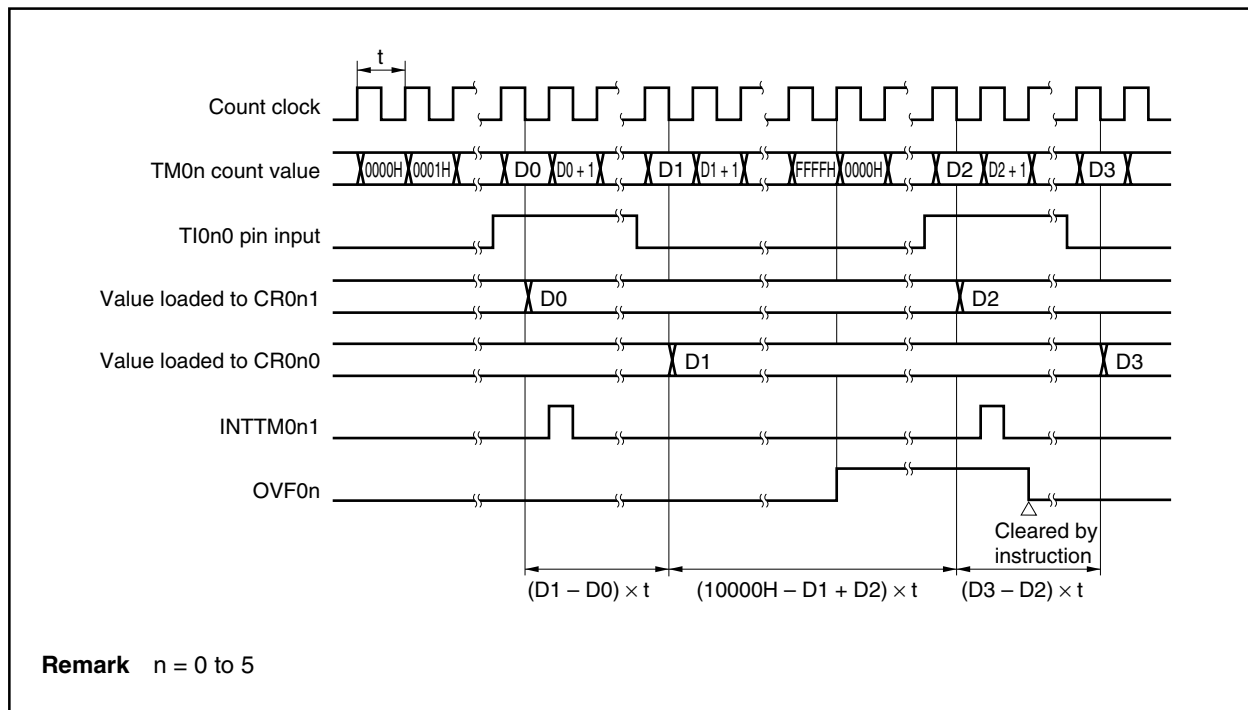 t
Count clock
TM0n count value
0000H 0001H D0 D0 + 1 D1 D1 + 1 FFFFH 0000H D2 D2 + 1 D3
TI0n0 pin input
Value loaded to CR0n1
D0 D2
Value loaded to CR0n0
D1 D3
INTTM0n1
OVF0n
Cleared by
instruction
(D1 – D0) × t (10000H – D1 + D2) × t (D3 – D2) × t
Remark n = 0 to 5